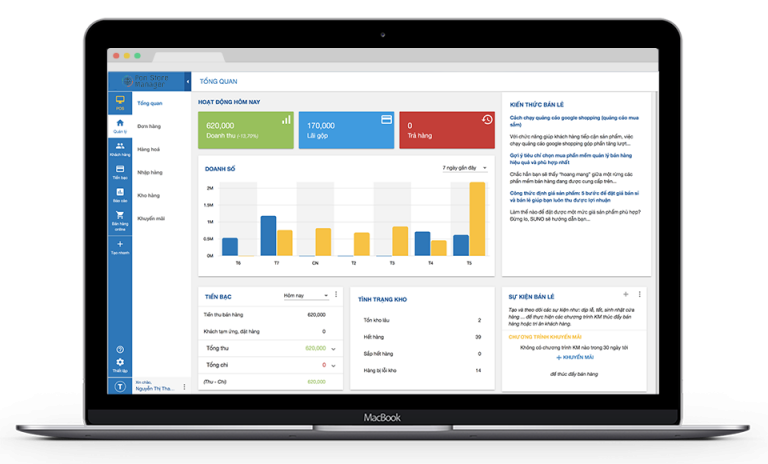 TỔNG QUAN
POS
Quản lý
Khách hàng
Tiền bạc
Báo cáo
Bán hàng
online
Tạo nhanh
Thiết lập
Tổng quan
Đơn hàng
Hàng hoá
Nhập hàng
Kho hàng
Khuyến mãi
Xin chào,
Nguyễn Thị Tha...
HOẠT ĐỘNG HÔM NAY
620,000
Doanh thu (-13,79%)
170,000
Lãi gộp
0
Trả hàng
DOANH SỐ
7 ngày gần đây
2M
1.5M
1M
0.5M
0M
T6 T7 CN T2 T3 T4 T5
TIỀN BẠC Hôm nay
Tiền thu bán hàng 620,000
Khách tạm ứng, đặt hàng 0
Tổng thu 620,000
Tổng chi 0
(Thu - Chi) 620,000
TÌNH TRẠNG KHO
Tồn kho lâu 2
Hết hàng 39
Sắp hết hàng 0
Hàng bị lỗi kho 14
KIẾN THỨC BÁN LẺ
Cách chạy quảng cáo google shopping (quảng cáo mua
sắm)
Với chức năng giúp khách hàng tiếp cận sản phẩm, việc
chạy quảng cáo google shopping góp phần tăng lượt...
Gợi ý tiêu chí chọn mua phần mềm quản lý bán hàng
hiệu quả và phù hợp nhất
Chắc hẳn bạn sẽ thấy "hoang mang" giữa một rừng các
phần mềm bán hàng đang được cung cấp trên...
Công thức định giá sản phẩm: 5 bước để đặt giá bán sỉ
và bán lẻ giúp bạn luôn thu được lợi nhuận
Làm thế nào để đặt được một mức giá sản phẩm phù hợp?
Đừng lo, SUNO sẽ hướng dẫn bạn...
SỰ KIỆN BÁN LẺ
Tạo và theo dõi các sự kiện như: dịp lễ, tết, sinh nhật cửa
hàng ... để thực hiện các chương trình KM thúc đẩy bán
hàng hoặc tri ân khách hàng.
CHƯƠNG TRÌNH KHUYẾN MÃI
Không có chương trình KM nào trong 30 ngày tới
+ KHUYẾN MÃI
để thúc đẩy bán hàng
MacBook